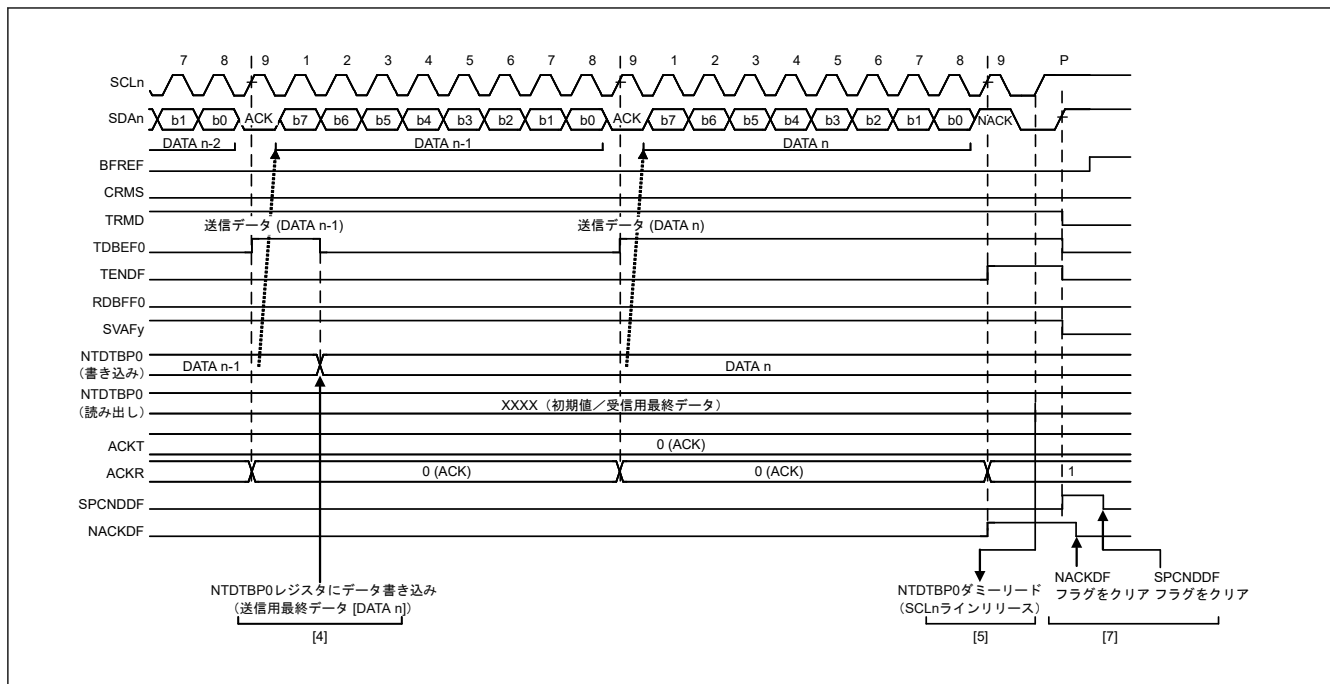 7 8 9 1 2 3 4 5 6 7 8 9 1 2 3 4 5 6 7 8 9 P
SCLn
SDAn b1 b0 ACK b7 b6 b5 b4 b3 b2 b1 b0 ACK b7 b6 b5 b4 b3 b2 b1 b0 NACK
DATA n-2 DATA n-1 DATA n
BFREF
CRMS
TRMD
送信データ (DATA n-1) 送信データ (DATA n)
TDBEF0
TENDF
RDBFF0
SVAFy
NTDTBP0
(書き込み) DATA n-1 DATA n
NTDTBP0
(読み出し) XXXX(初期値/受信用最終データ)
ACKT 0 (ACK)
ACKR 0 (ACK) 0 (ACK) 1
SPCNDDF
NACKDF
NTDTBP0レジスタにデータ書き込み
(送信用最終データ [DATA n])
[4]
NTDTBP0ダミーリード
(SCLnラインリリース)
[5]
NACKDF
フラグをクリア
SPCNDDF
フラグをクリア
[7]